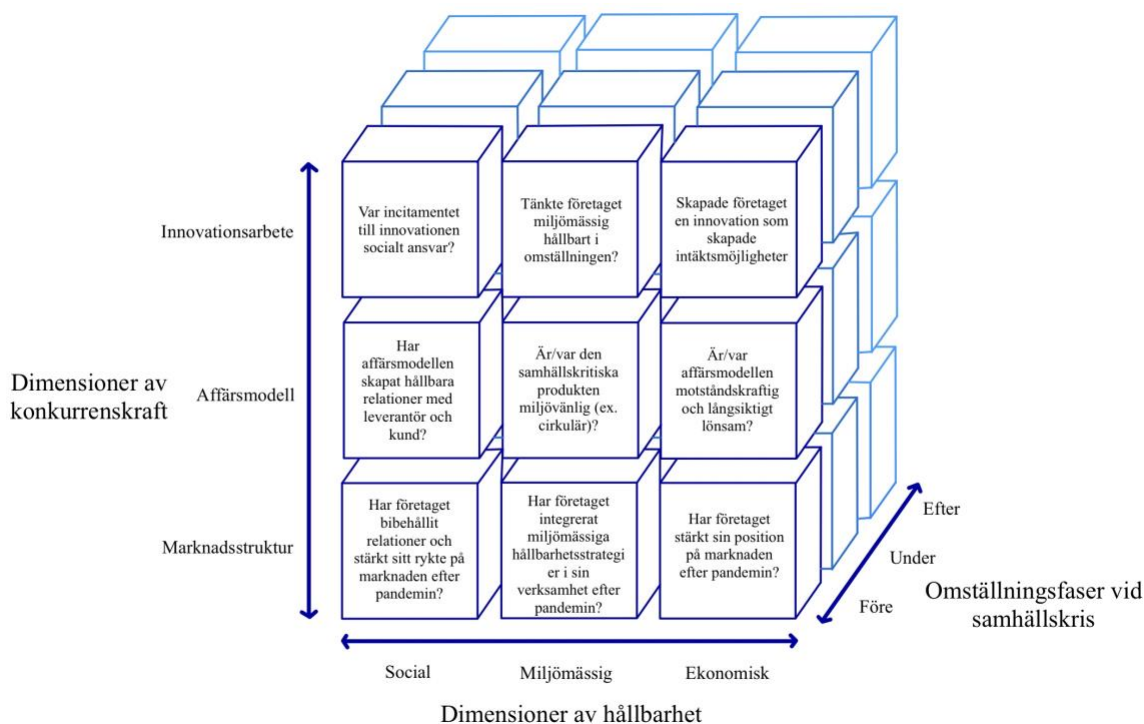 Innovationsarbete
Var incitamentet
till innovationen
socialt ansvar?
Tänkte företaget
miljömässig
hållbart i
omställningen?
Skapade företaget
en innovation som
skapade
intäktsmöjligheter
Dimensioner av
konkurrenskraft
Affärsmodell
Har
affärsmodellen
skapat hållbara
relationer med
leverantör och
kund?
Är/var den
samhällskritiska
produkten
miljövänlig (ex.
cirkulär)?
Är/var
affärsmodellen
motståndskraftig
och långsiktigt
lönsam?
Marknadsstruktur
Har företaget
bibehållit
relationer och
stärkt sitt rykte på
marknaden efter
pandemin?
Har företaget
integrerat
miljömässiga
hållbarhetsstrategi
er i sin
verksamhet efter
pandemin?
Har företaget
stärkt sin position
på marknaden
efter pandemin?
Efter
Under
Före
Omställningsfaser vid
samhällskris
Social
Miljömässig
Ekonomisk
Dimensioner av hållbarhet